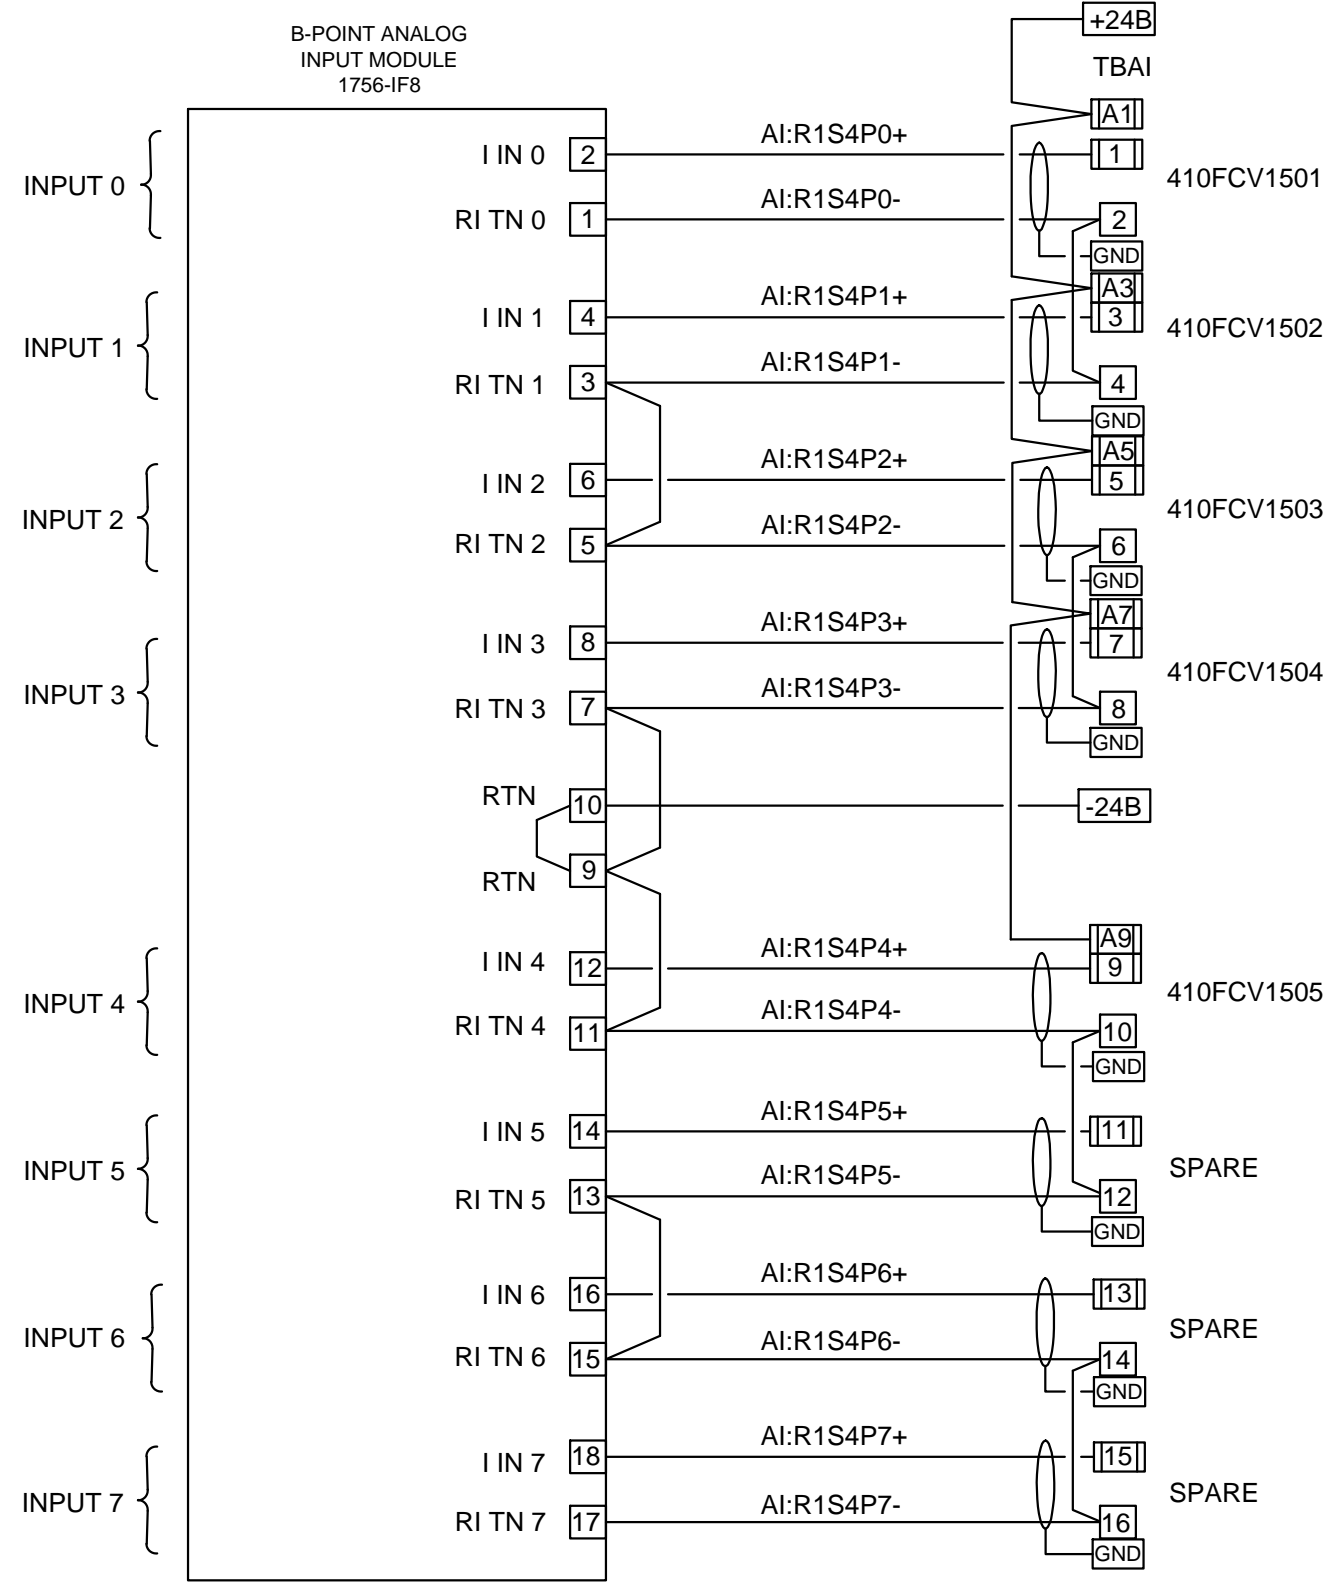 B-POINT ANALOG
INPUT MODULE
1756-IF8
+24B
TBAI
A1
INPUT 0
I IN 0
2
AI:R1S4P0+
1
410FCV1501
RI TN 0
1
AI:R1S4P0-
2
GND
A3
INPUT 1
I IN 1
4
AI:R1S4P1+
3
410FCV1502
RI TN 1
3
AI:R1S4P1-
4
GND
A5
INPUT 2
I IN 2
6
AI:R1S4P2+
5
410FCV1503
RI TN 2
5
AI:R1S4P2-
6
GND
A7
INPUT 3
I IN 3
8
AI:R1S4P3+
7
410FCV1504
RI TN 3
7
AI:R1S4P3-
8
GND
RTN
10
-24B
RTN
9
A9
INPUT 4
I IN 4
12
AI:R1S4P4+
9
410FCV1505
RI TN 4
11
AI:R1S4P4-
10
GND
INPUT 5
I IN 5
14
AI:R1S4P5+
11
SPARE
RI TN 5
13
AI:R1S4P5-
12
GND
INPUT 6
I IN 6
16
AI:R1S4P6+
13
SPARE
RI TN 6
15
AI:R1S4P6-
14
GND
INPUT 7
I IN 7
18
AI:R1S4P7+
15
SPARE
RI TN 7
17
AI:R1S4P7-
16
GND